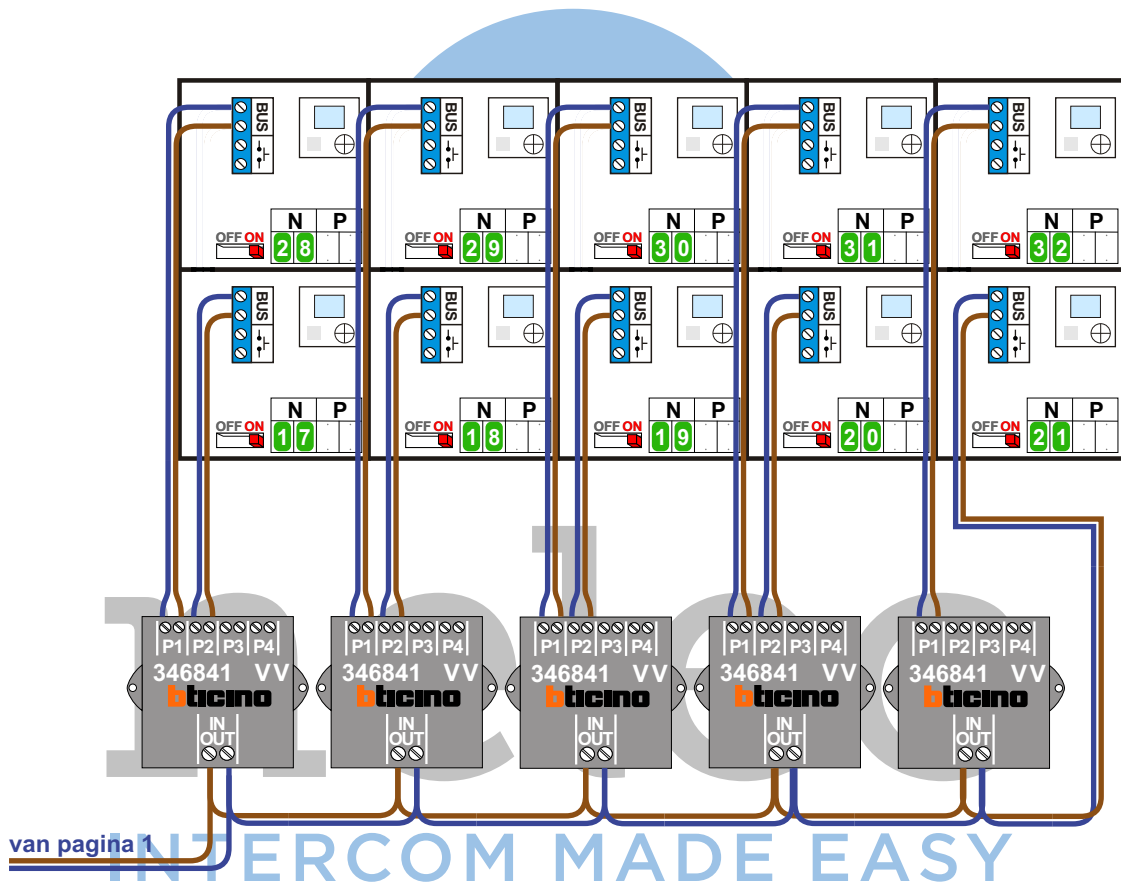 BUS BUS BUS BUS BUS
N P N P N P N P N P
OFF ON 2 8 OFF ON 2 9 OFF ON 3 0 OFF ON 3 1 OFF ON 3 2
BUS BUS BUS BUS BUS
N P N P N P N P N P
OFF ON 1 7 OFF ON 1 8 OFF ON 1 9 OFF ON 2 0 OFF ON 2 1
nelec
P1 P2 P3 P4 P1 P2 P3 P4 P1 P2 P3 P4 P1 P2 P3 P4 P1 P2 P3 P4
346841 VV 346841 VV 346841 VV 346841 VV 346841 VV
bticino bticino bticino bticino bticino
IN IN IN IN IN
OUT OUT OUT OUT OUT
van pagina 1
INTERCOM MADE EASY